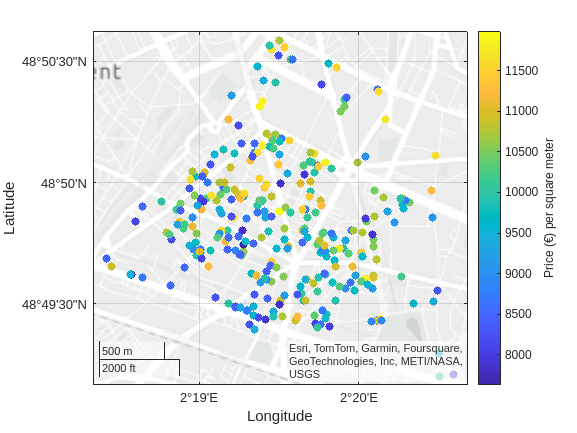 ent
48°50'30"N
48°50'N
48°49'30"N
Latitude
500 m
2000 ft
Esri, TomTom, Garmin, Foursquare,
GeoTechnologies, Inc, METI/NASA,
USGS
2°19'E
2°20'E
Longitude
11500
11000
10500
10000
9500
9000
8500
8000
Price (€) per square meter